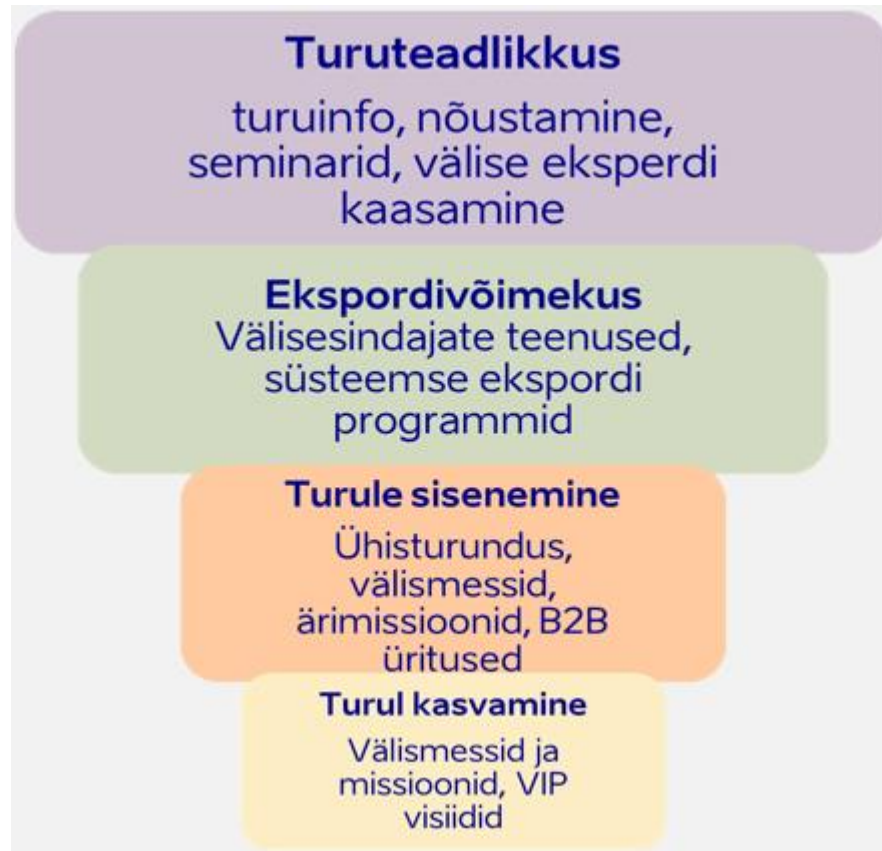 Turuteadlikkus
turuinfo, nõustamine,
seminarid, välise eksperdi
kaasamine
Ekspordivõimekus
Välisesindajate teenused,
süsteemse ekspordi
programmid
Turule sisenemine
Ühisturundus,
välismessid,
ärimissioonid, B2B
üritused
Turul kasvamine
Välismessid ja
missioonid, VIP
visiidid